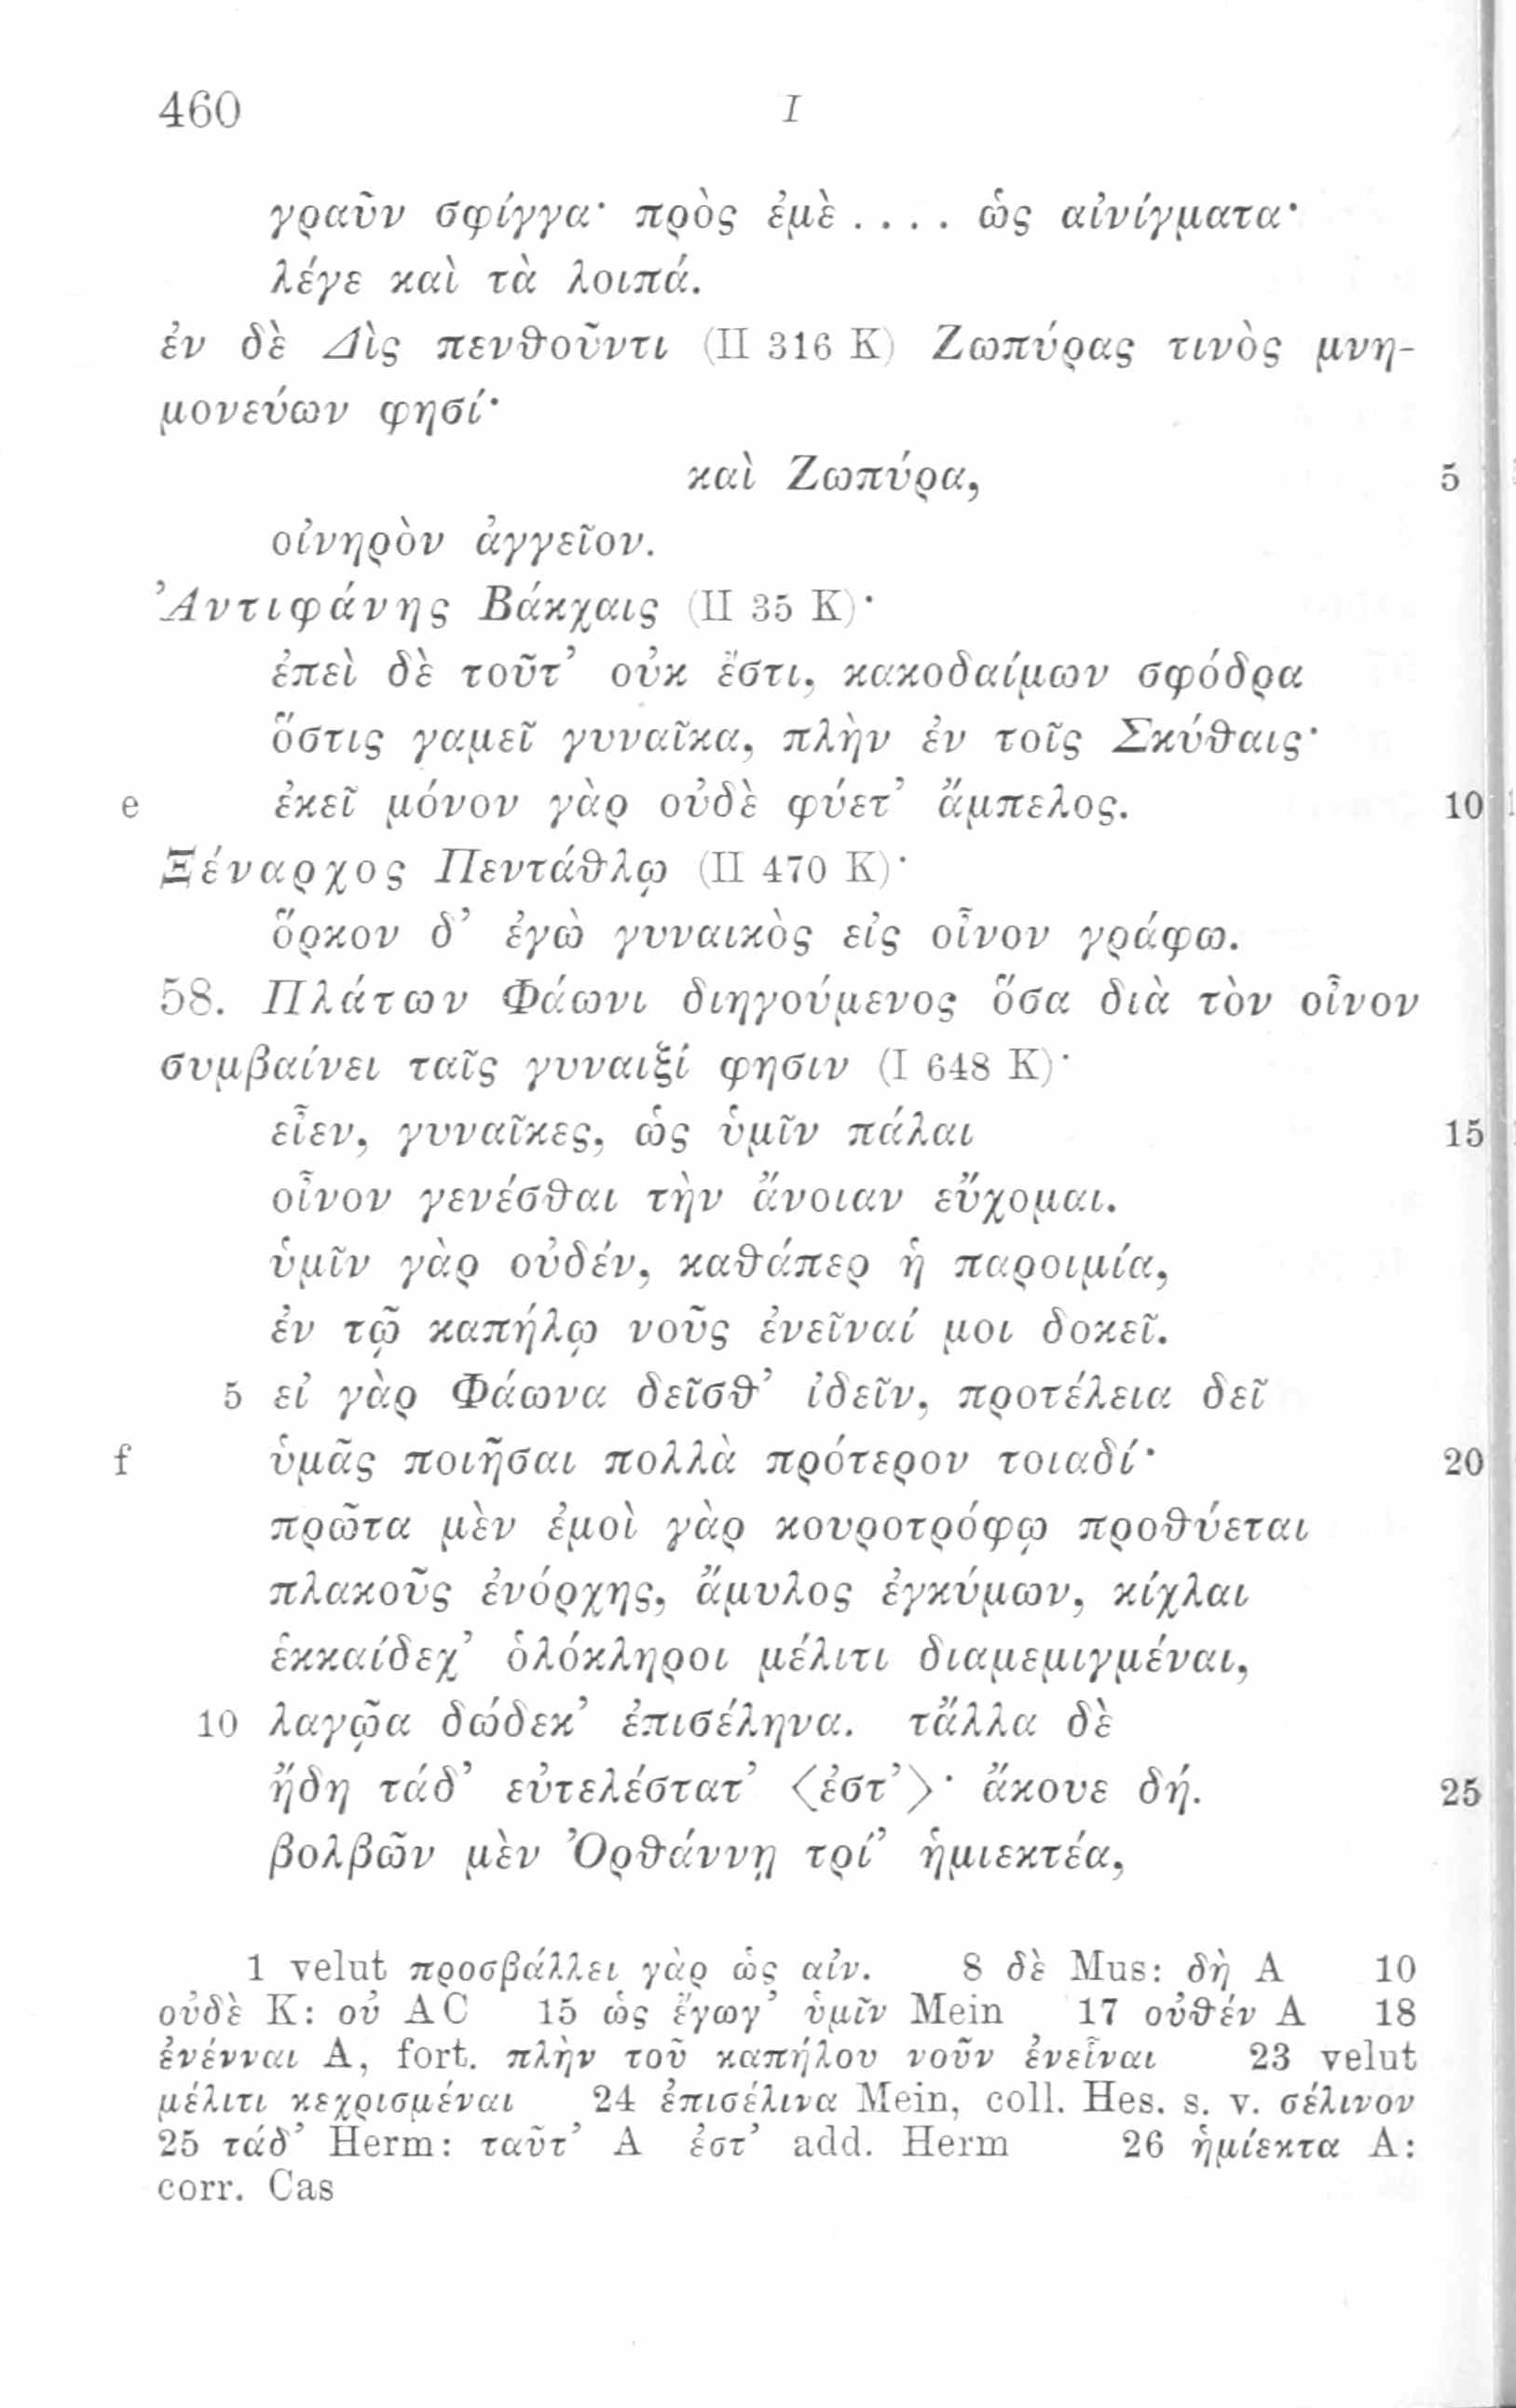 460 I
γραῦν σφίγγα· πρὸς ἐμὲ . . . . ὡς αἰνίγματα·
λέγε καὶ τὰ λοιπά.
ἐν δὲ Δὶς πενθοῦντι (II 316 K) Ζωπύρας τινὸς μνη-
μονεύων φησί·
καὶ Ζωπύρα, 5
οἰνηρὸν ἀγγεῖον.
Ἀντιφάνης Βάκχαις (II 35 K)·
ἐπεὶ δὲ τοῦτ’ οὐκ ἔστι, κακοδαίμων σφόδρα
ὅστις γαμεῖ γυναῖκα, πλὴν ἐν τοῖς Σκύθαις·
e ἐκεῖ μόνον γὰρ οὐδὲ φύετ’ ἄμπελος. 10
Ξέναρχος Πεντάθλῳ (II 470 K)·
ὅρκον δ’ ἐγὼ γυναικὸς εἰς οἶνον γράφω.
58. Πλάτων Φάωνι διηγούμενος ὅσα διὰ τὸν οἶνον
συμβαίνει ταῖς γυναιξί φησιν (I 648 K)·
εἶεν, γυναῖκες, ὡς ὑμῖν πάλαι 15
οἶνον γενέσθαι τὴν ἄνοιαν εὔχομαι.
ὑμῖν γὰρ οὐδέν, καθάπερ ἡ παροιμία,
ἐν τῷ καπήλῳ νοῦς ἐνεῖναί μοι δοκεῖ.
5 εἰ γὰρ Φάωνα δεῖσθ’ ἰδεῖν, προτέλεια δεῖ
f ὑμᾶς ποιῆσαι πολλὰ πρότερον τοιαδί· 20
πρῶτα μὲν ἐμοὶ γὰρ κουροτρόφῳ προθύεται
πλακοῦς ἐνόρχης, ἄμυλος ἐγκύμων, κίχλαι
ἑκκαίδεχ’ ὁλόκληροι μέλιτι διαμεμιγμέναι,
10 λαγῷα δώδεκ’ ἐπισέληνα. τἄλλα δὲ
ἤδη τάδ’ εὐτελέστατ’ ⟨ἐστ’⟩· ἄκουε δή. 25
βολβῶν μὲν Ὀρθάννῃ τρί’ ἡμιεκτέα,
1 velut προσβάλλει γὰρ ὡς αἰν. 8 δὲ Mus: δὴ A 10
οὐδὲ K: οὐ AC 15 ὡς ἔγωγ’ ὑμῖν Mein 17 οὐθέν A 18
ἐνένναι A, fort. πλὴν τοῦ καπήλου νοῦν ἐνεῖναι 23 velut
μέλιτι κεχρισμέναι 24 ἐπισέλινα Mein, coll. Hes. s. v. σέλινον
25 τάδ’ Herm: ταῦτ’ A ἐστ’ add. Herm 26 ἡμίεκτα A:
corr. Cas